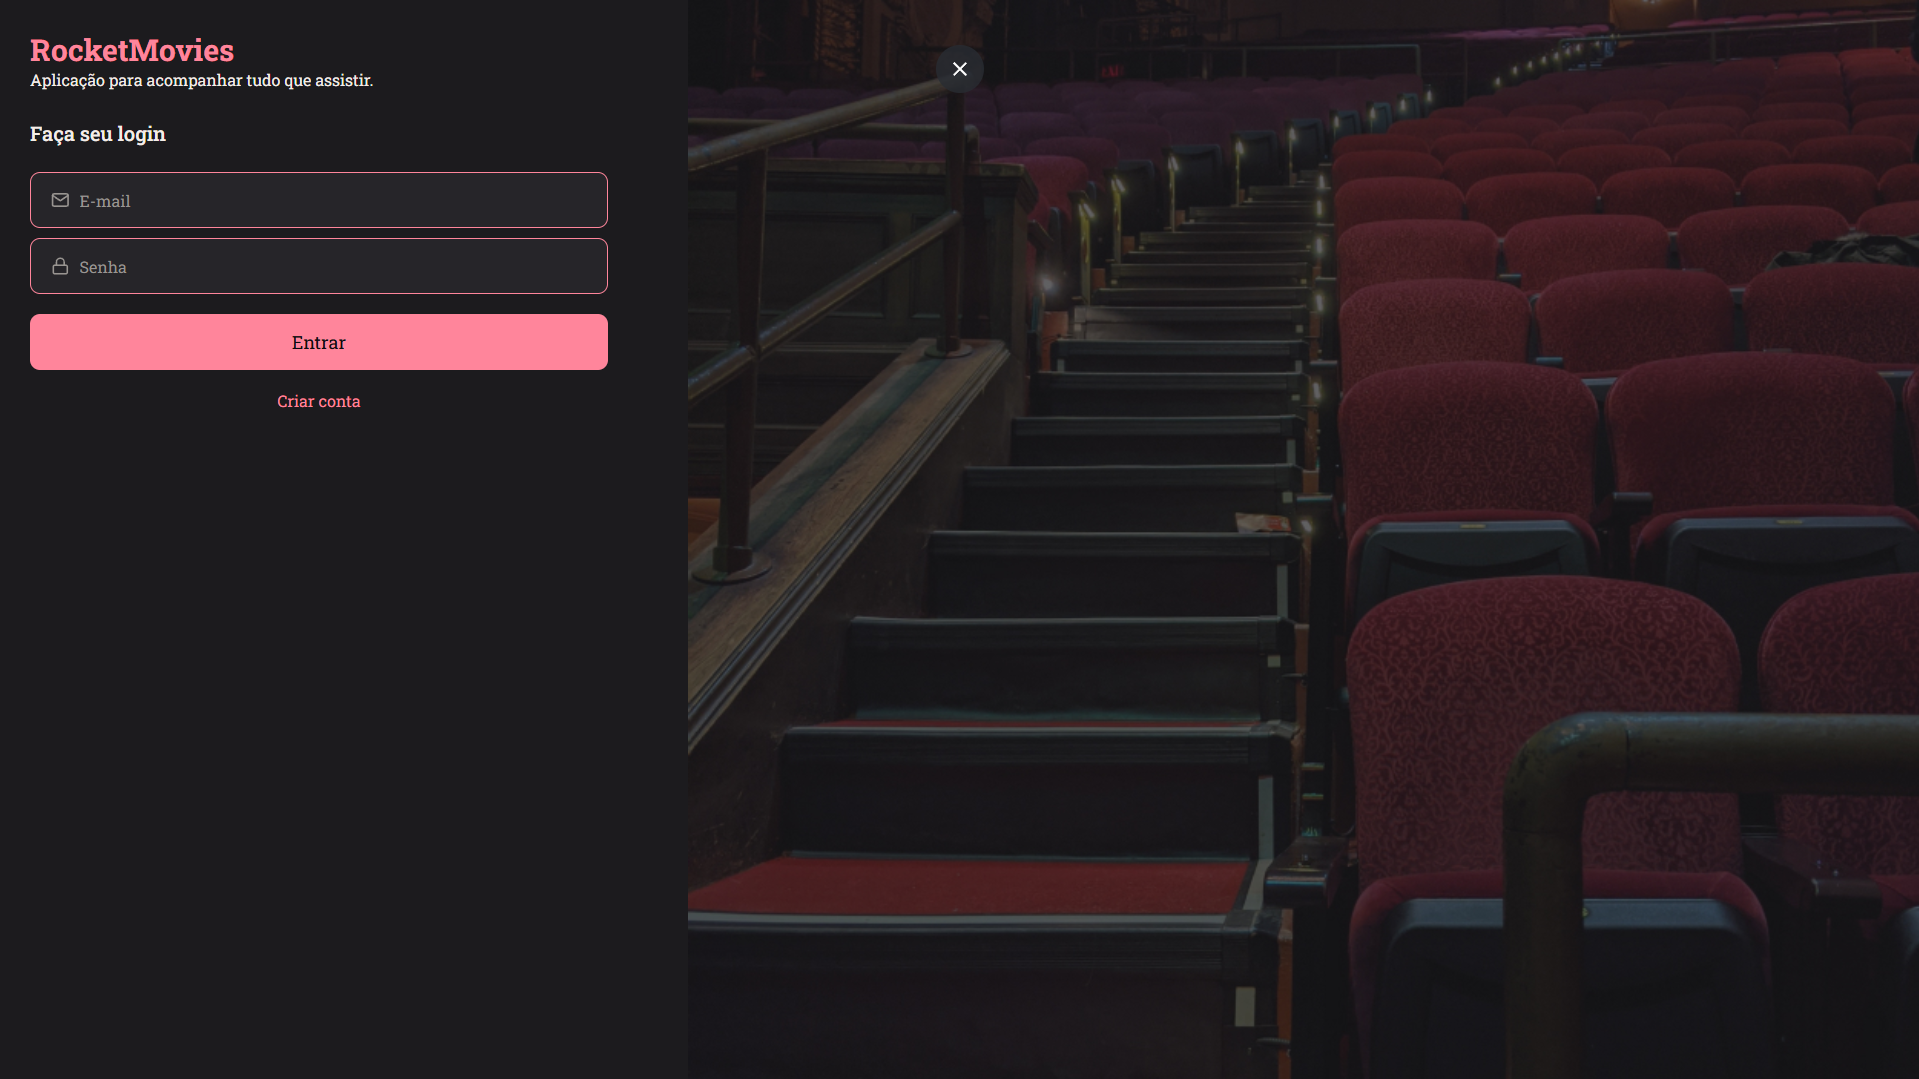 RocketMovies
Aplicação para acompanhar tudo que assistir.
Faça seu login
E-mail
Senha
Entrar
Criar conta